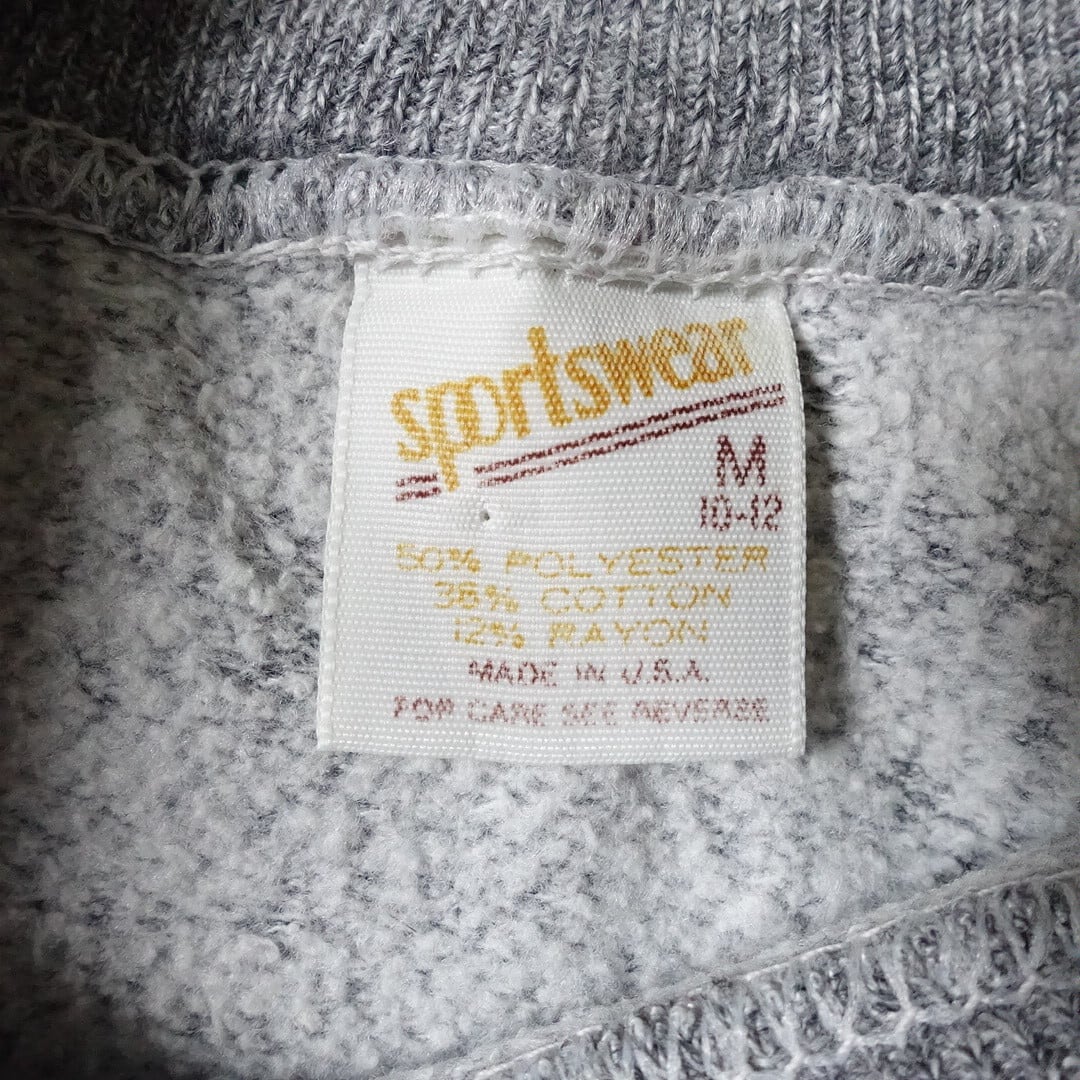 sportswear
M
10-12
50% POLYESTER
38% COTTON
12% RAYON
MADE IN U.S.A.
FOR CARE SEE REVERSE